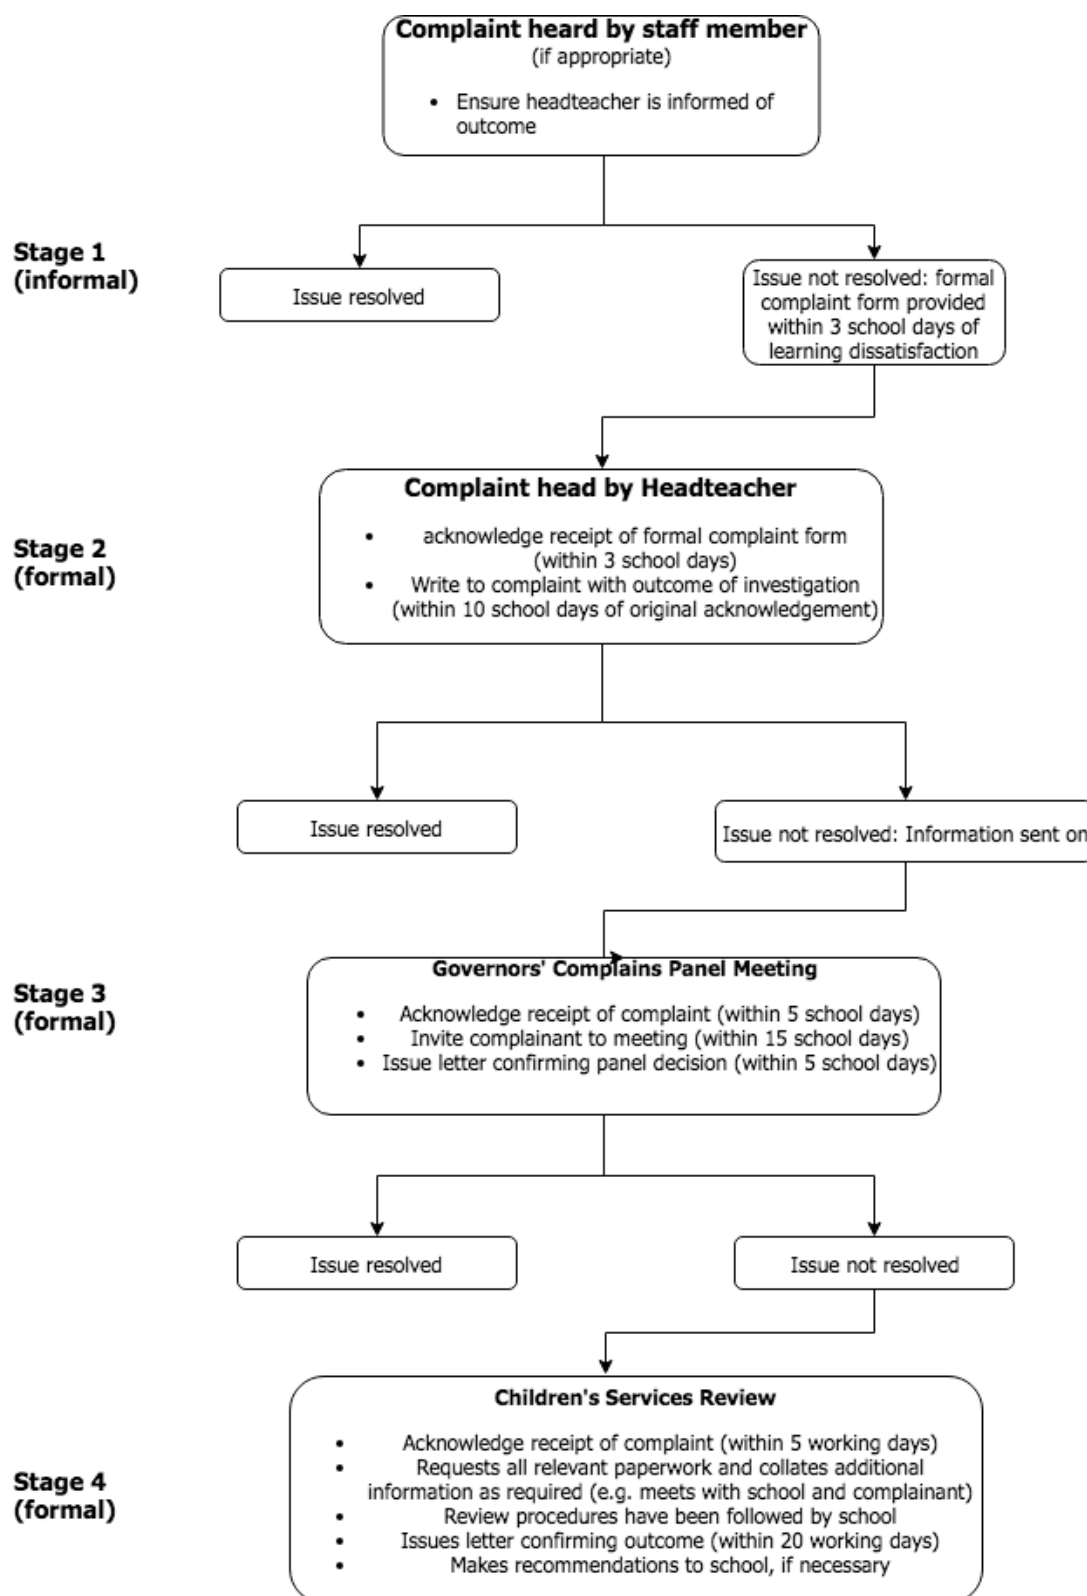 Complaint heard by staff member
(if appropriate)
• Ensure headteacher is informed of
outcome
Stage 1
(informal)
Issue resolved
Issue not resolved: formal
complaint form provided
within 3 school days of
learning dissatisfaction
Complaint head by Headteacher
• acknowledge receipt of formal complaint form
(within 3 school days)
• Write to complaint with outcome of investigation
(within 10 school days of original acknowledgement)
Stage 2
(formal)
Issue resolved
Issue not resolved: Information sent on
Governors' Complains Panel Meeting
• Acknowledge receipt of complaint (within 5 school days)
• Invite complainant to meeting (within 15 school days)
• Issue letter confirming panel decision (within 5 school days)
Stage 3
(formal)
Issue resolved
Issue not resolved
Children's Services Review
• Acknowledge receipt of complaint (within 5 working days)
• Requests all relevant paperwork and collates additional
information as required (e.g. meets with school and complainant)
• Review procedures have been followed by school
• Issues letter confirming outcome (within 20 working days)
• Makes recommendations to school, if necessary
Stage 4
(formal)